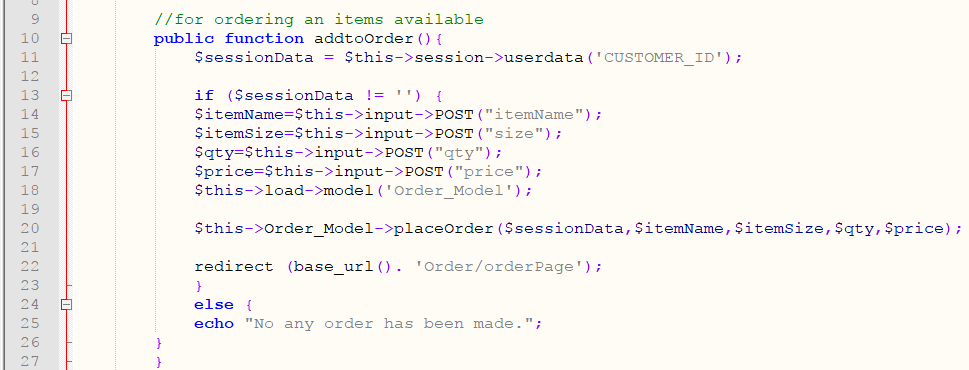 9 //for ordering an items available
10 public function addtoOrder(){
11 $sessionData = $this->session->userdata('CUSTOMER_ID');
12
13 if ($sessionData != '') {
14 $itemName=$this->input->POST("itemName");
15 $itemSize=$this->input->POST("size");
16 $qty=$this->input->POST("qty");
17 $price=$this->input->POST("price");
18 $this->load->model('Order_Model');
19
20 $this->Order_Model->placeOrder($sessionData,$itemName,$itemSize,$qty,$price);
21
22 redirect (base_url(). 'Order/orderPage');
23 }
24 else {
25 echo "No any order has been made.";
26 }
27 }